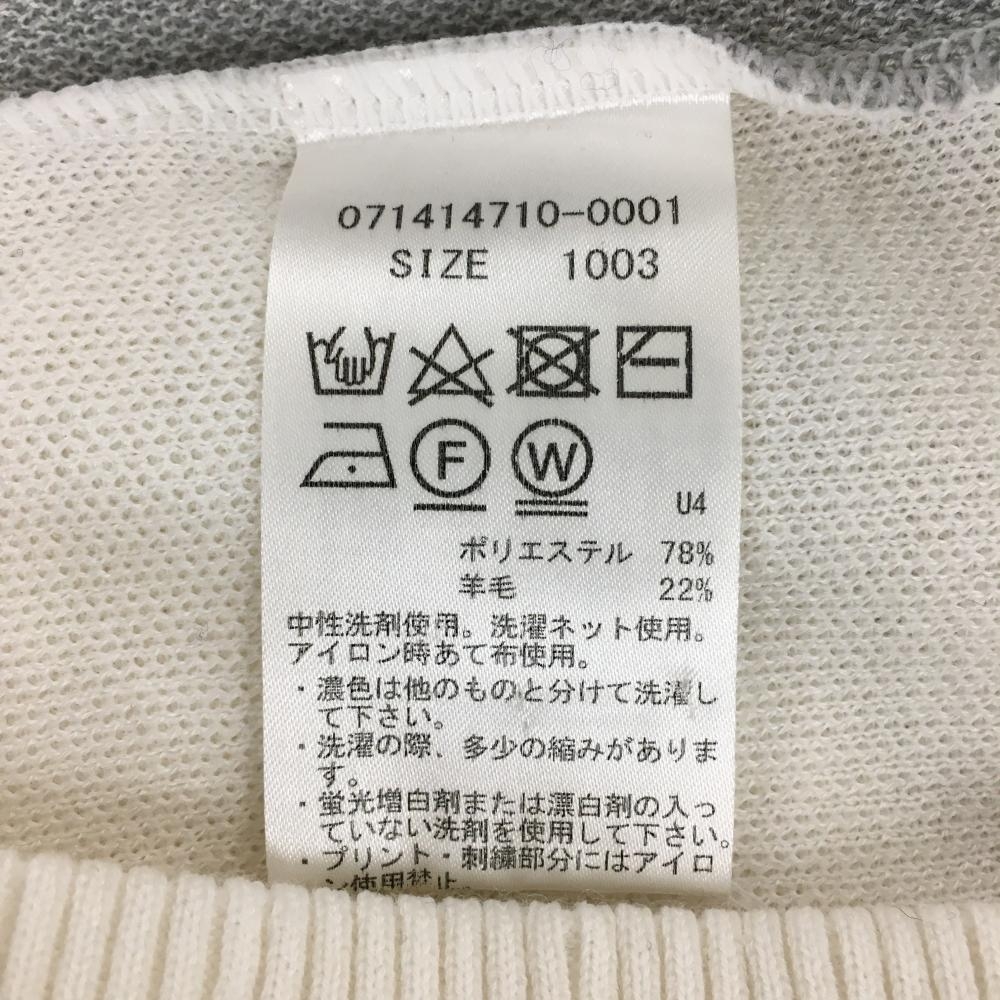 071414710-0001
SIZE 1003
F W
U4
ポリエステル 78%
羊毛 22%
中性洗剤使用。洗濯ネット使用。
アイロン時あて布使用。
・濃色は他のものと分けて洗濯し
て下さい。
・洗濯の際、多少の縮みがありま
す。
・蛍光増白剤または漂白剤の入っ
ていない洗剤を使用して下さい。
・プリント・刺繍部分にはアイロ
ン使用禁止。